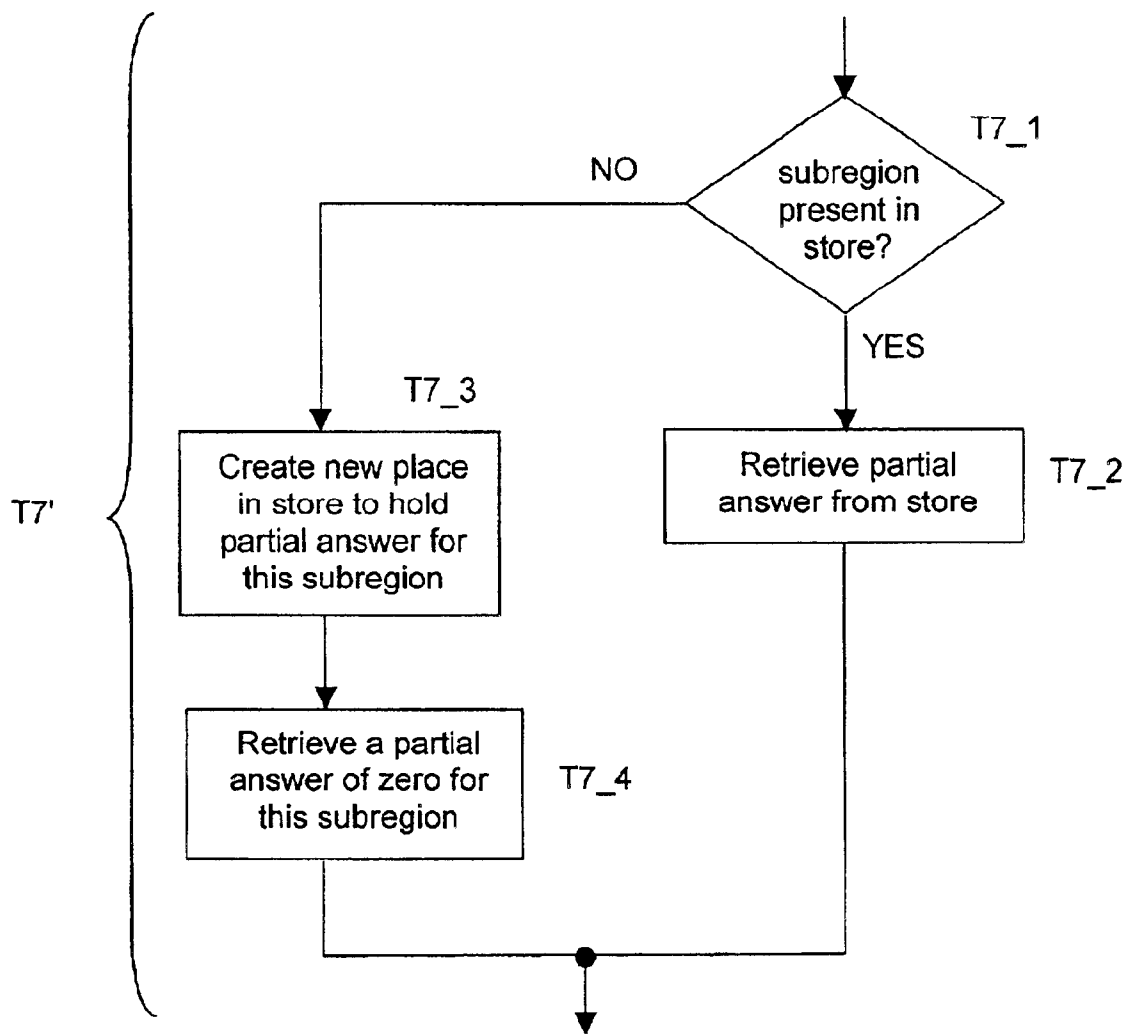 T7_1
subregion
present in
store?
NO
YES
T7_3
Create new place
in store to hold
partial answer for
this subregion
Retrieve partial
answer from store
T7_2
T7'
Retrieve a partial
answer of zero for
this subregion
T7_4